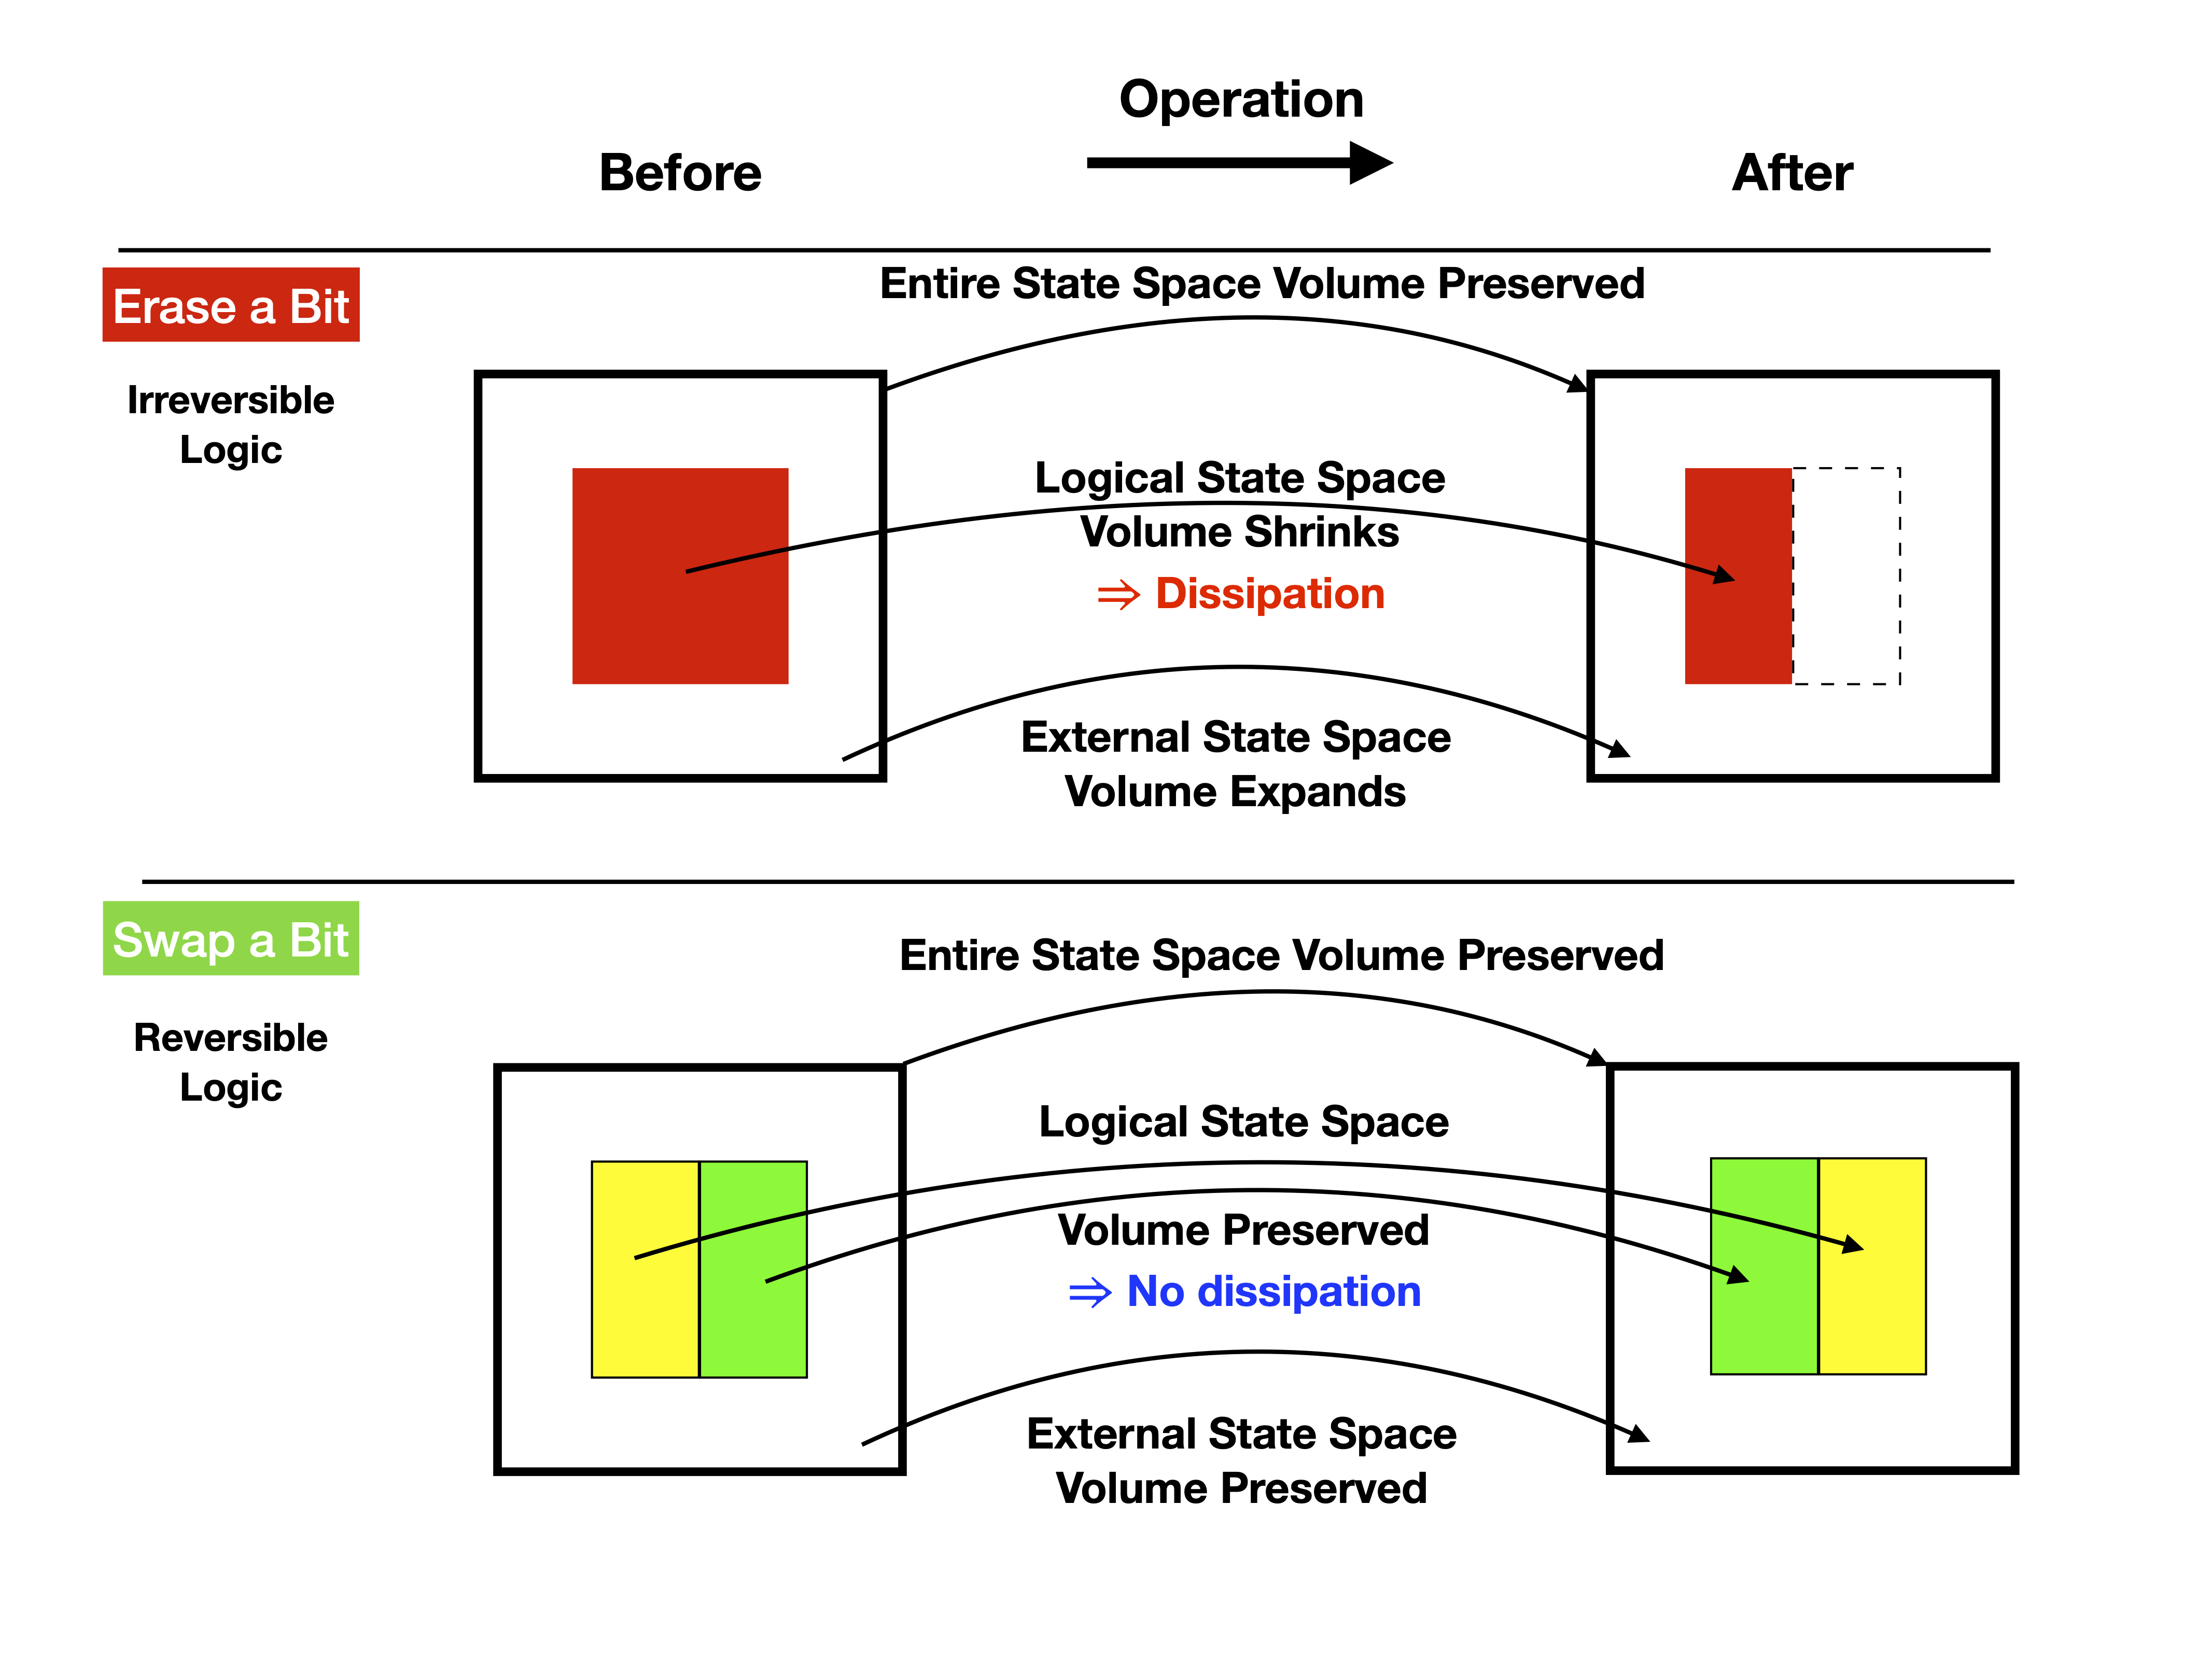 Operation
Before
After
Erase a Bit
Irreversible
Logic
Entire State Space Volume Preserved
Logical State Space
Volume Shrinks
⇒ Dissipation
External State Space
Volume Expands
Swap a Bit
Reversible
Logic
Entire State Space Volume Preserved
Logical State Space
Volume Preserved
⇒ No dissipation
External State Space
Volume Preserved